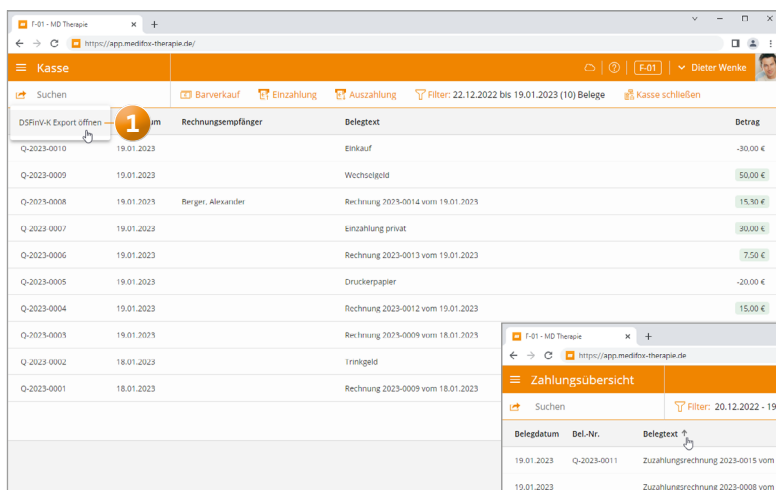 F-01 - MD Therapie
https://app.medifox-therapie.de/
Kasse
F-01
Dieter Wenke
Suchen
Barverkauf
Einzahlung
Auszahlung
Filter: 22.12.2022 bis 19.01.2023 (10) Belege
Kasse schließen
DSFinV-K Export öffnen
1
um
Rechnungsempfänger
Belegtext
Betrag
Q-2023-0010 19.01.2023 Einkauf -30,00 €
Q-2023-0009 19.01.2023 Wechselgeld 50,00 €
Q-2023-0008 19.01.2023 Berger, Alexander Rechnung 2023-0014 vom 19.01.2023 15,30 €
Q-2023-0007 19.01.2023 Einzahlung privat 30,00 €
Q-2023-0006 19.01.2023 Rechnung 2023-0013 vom 19.01.2023 7,50 €
Q-2023-0005 19.01.2023 Druckerpapier -20,00 €
Q-2023-0004 19.01.2023 Rechnung 2023-0012 vom 19.01.2023 15,00 €
Q-2023-0003 19.01.2023 Rechnung 2023-0009 vom 18.01.2023
Q-2023-0002 18.01.2023 Trinkgeld
Q-2023-0001 18.01.2023 Rechnung 2023-0009 vom 18.01.2023
F-01 - MD Therapie
https://app.medifox-therapie.de
Zahlungsübersicht
Suchen
Filter: 20.12.2022 - 19
Belegdatum Bel.-Nr. Belegtext
19.01.2023 Q-2023-0011 Zuzahlungsrechnung 2023-0015 vom
19.01.2023 Zuzahlungsrechnung 2023-0008 vom